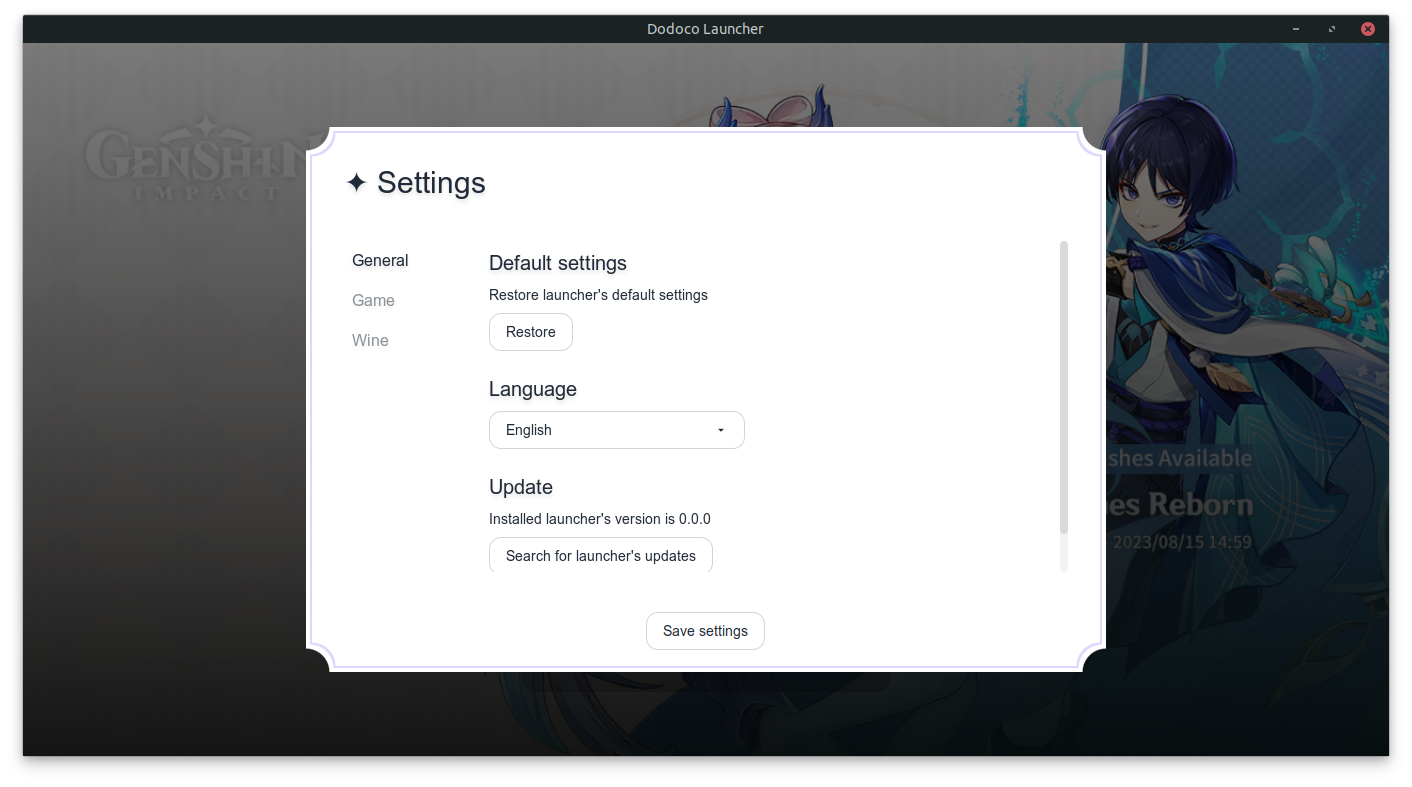 Dodoco Launcher
GENSHIN
IMPACT
✦ Settings
General
Game
Wine
Default settings
Restore launcher's default settings
Restore
Language
English
Update
Installed launcher's version is 0.0.0
Search for launcher's updates
Save settings
Available
Reborn
2023/08/15 14:59